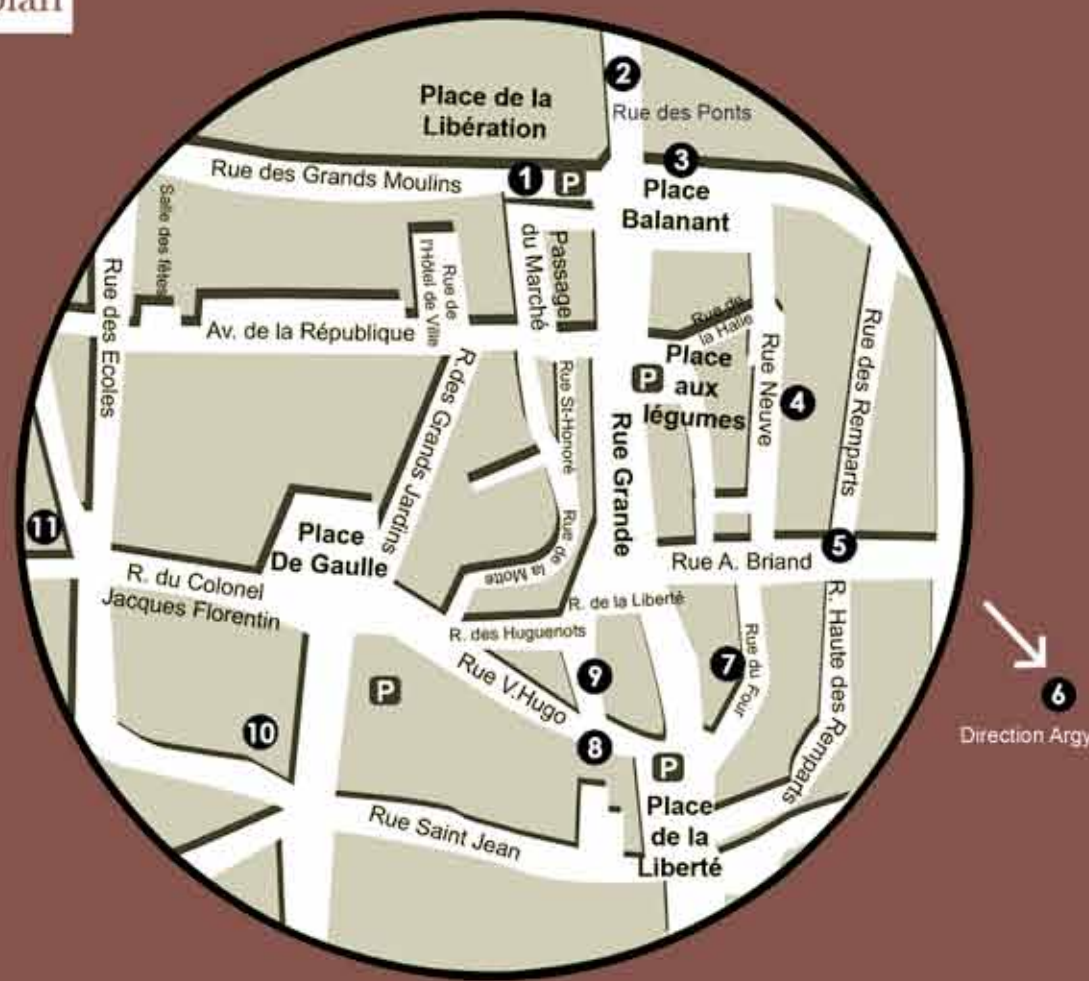 plan
2
Rue des Ponts
Place de la
Libération
3
Rue des Grands Moulins
1
P
Place
Balanant
Salle des fêtes
Rue des Ecoles
Rue de
l'Hôtel de Ville
Passage
du Marché
Av. de la République
Rue de
la Halle
Place
aux
légumes
P
Rue Neuve
4
Rue des Remparts
R.des Grands Jardins
Rue St-Honoré
Rue Grande
11
Place
De Gaulle
Rue de la Motte
5
Rue A. Briand
R. du Colonel
Jacques Florentin
R. de la Liberté
R. des Huguenots
R. Haute des Remparts
Rue du Four
7
9
Rue V.Hugo
P
6
Direction Argy
10
8
P
Place
de la
Liberté
Rue Saint Jean